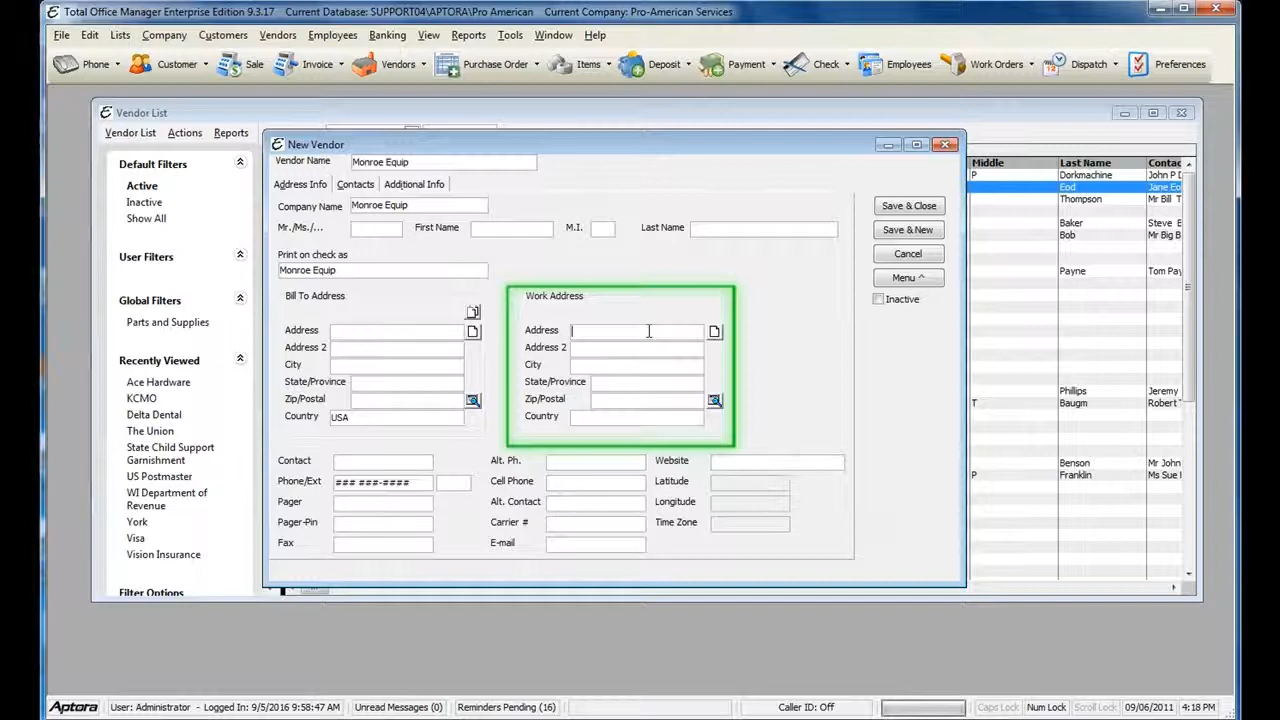 Total Office Manager Enterprise Edition 9.3.17 Current Database: SUPPORT04\APTORA\Pro American Current Company: Pro-American Services
File Edit Lists Company Customers Vendors Employees Banking View Reports Tools Window Help
Phone Customer Sale Invoice Vendors Purchase Order Items Deposit Payment Check Employees Work Orders Dispatch Preferences
Vendor List
Vendor List Actions Reports
New Vendor
Default Filters
Active
Inactive
Show All
User Filters
Global Filters
Parts and Supplies
Recently Viewed
Ace Hardware
KCMO
Delta Dental
The Union
State Child Support
Garnishment
US Postmaster
WI Department of
Revenue
York
Visa
Vision Insurance
Filter Options
Vendor Name Monroe Equip
Address Info Contacts Additional Info
Company Name Monroe Equip
Mr./Ms./... First Name M.I. Last Name
Print on check as
Monroe Equip
Bill To Address
Address
Address 2
City
State/Province
Zip/Postal
Country USA
Work Address
Address
Address 2
City
State/Province
Zip/Postal
Country
Contact
Phone/Ext ### ###-####
Pager
Pager-Pin
Fax
Alt. Ph.
Cell Phone
Alt. Contact
Carrier #
E-mail
Website
Latitude
Longitude
Time Zone
Save & Close
Save & New
Cancel
Menu ^
Inactive
Middle Last Name Contac
P Dorkmachine John P D
Eod Jane Eo
Thompson Mr Bill T
Baker Steve B
Bob Mr Big B
Payne Tom Pay
Phillips Jeremy
T Baugm Robert T
Benson Mr John
P Franklin Ms Sue
Aptora User: Administrator - Logged In: 9/5/2016 9:58:47 AM Unread Messages (0) Reminders Pending (16) Caller ID: Off Caps Lock Num Lock Scroll Lock 09/06/2011 4:18 PM